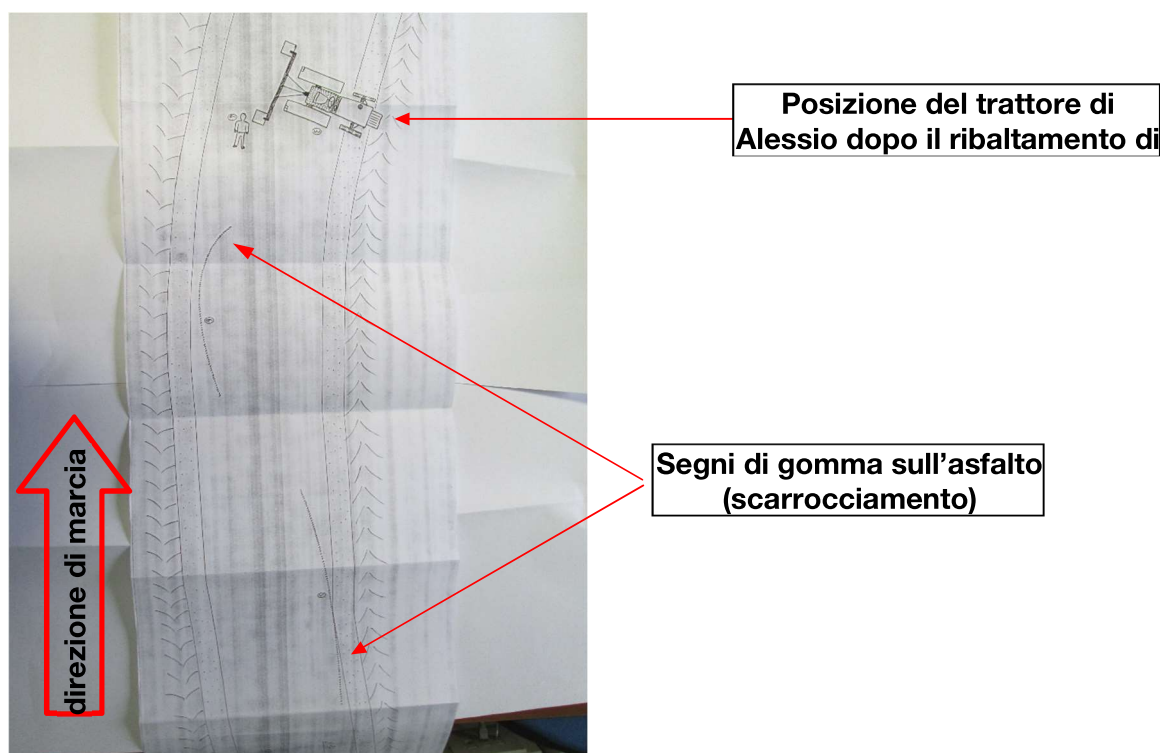 Posizione del trattore di
Alessio dopo il ribaltamento di
Segni di gomma sull'asfalto
(scarrocciamento)
direzione di marcia